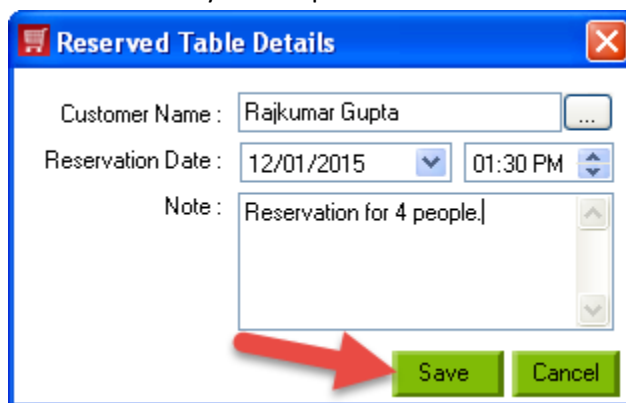 Reserved Table Details
Customer Name : Rajkumar Gupta ...
Reservation Date : 12/01/2015 01:30 PM
Note : Reservation for 4 people.
Save Cancel